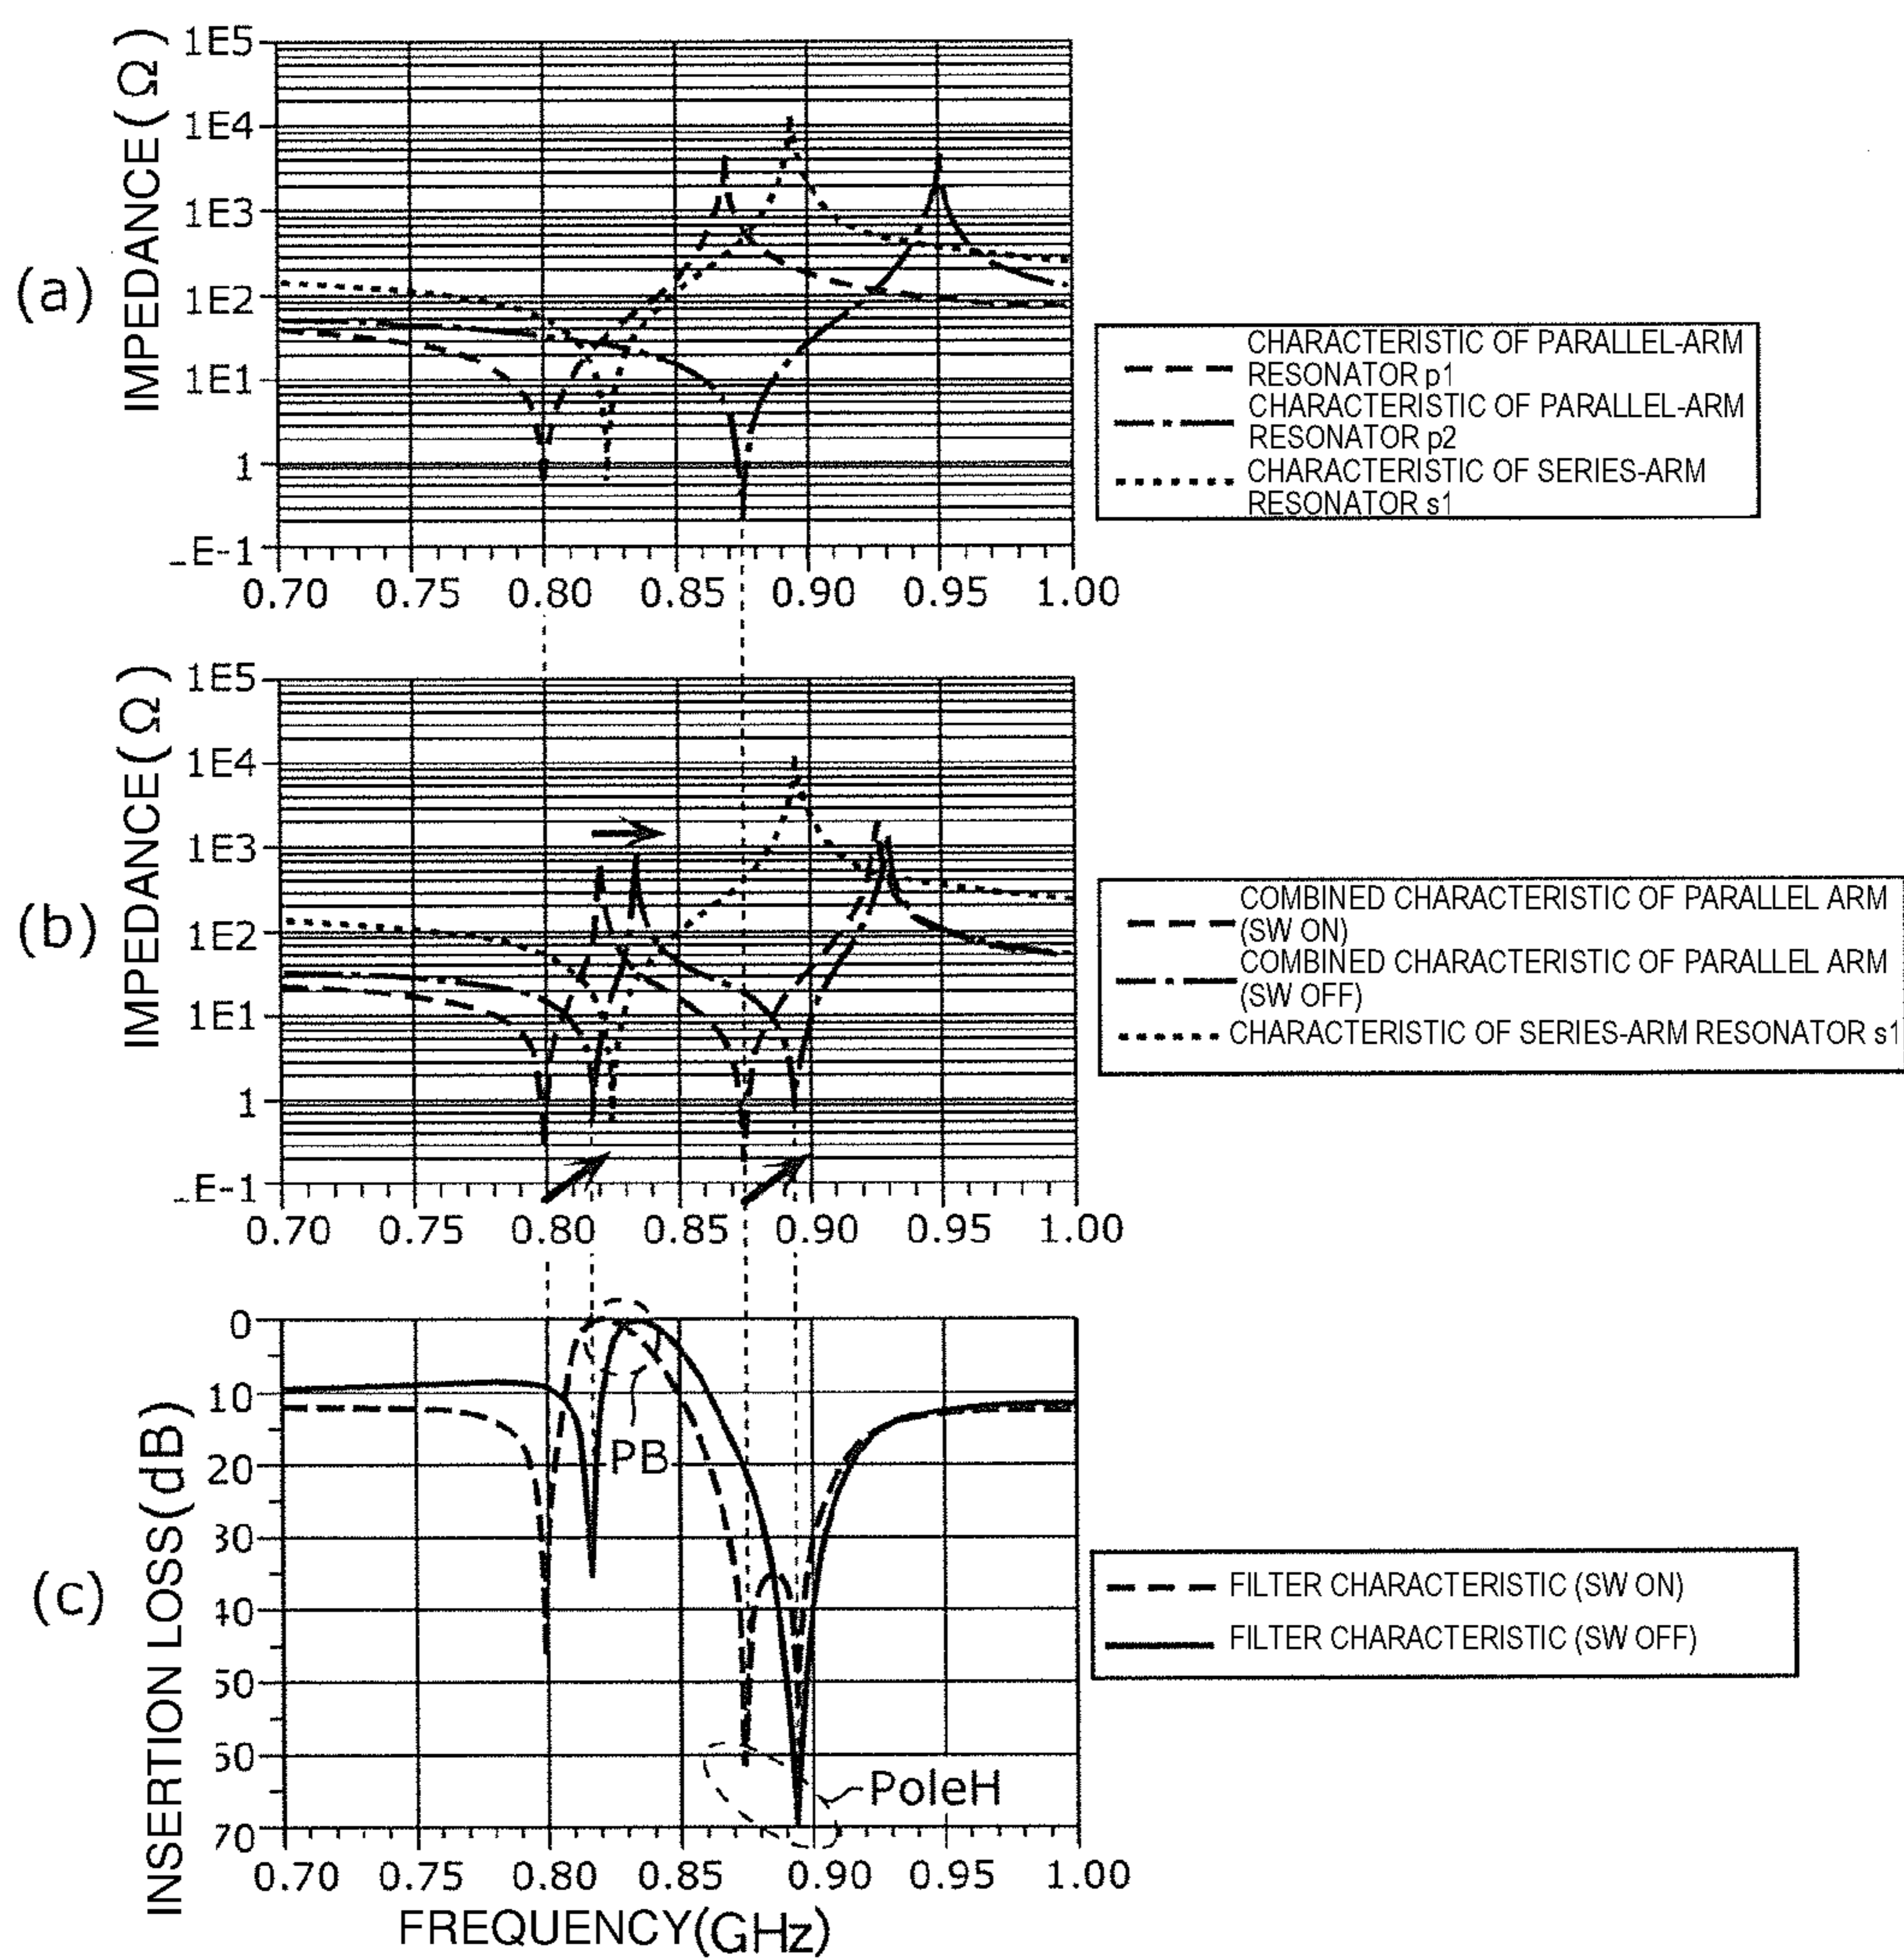 (a)
IMPEDANCE(Ω)
1E5
1E4
1E3
1E2
1E1
1
_E-1
0.70 0.75 0.80 0.85 0.90 0.95 1.00
CHARACTERISTIC OF PARALLEL-ARM
RESONATOR p1
CHARACTERISTIC OF PARALLEL-ARM
RESONATOR p2
CHARACTERISTIC OF SERIES-ARM
RESONATOR s1
(b)
IMPEDANCE(Ω)
1E5
1E4
1E3
1E2
1E1
1
_E-1
0.70 0.75 0.80 0.85 0.90 0.95 1.00
COMBINED CHARACTERISTIC OF PARALLEL ARM
(SW ON)
COMBINED CHARACTERISTIC OF PARALLEL ARM
(SW OFF)
CHARACTERISTIC OF SERIES-ARM RESONATOR s1
(c)
INSERTION LOSS(dB)
0
10
20
30
40
50
60
70
PB
PoleH
0.70 0.75 0.80 0.85 0.90 0.95 1.00
FREQUENCY(GHz)
FILTER CHARACTERISTIC (SW ON)
FILTER CHARACTERISTIC (SW OFF)